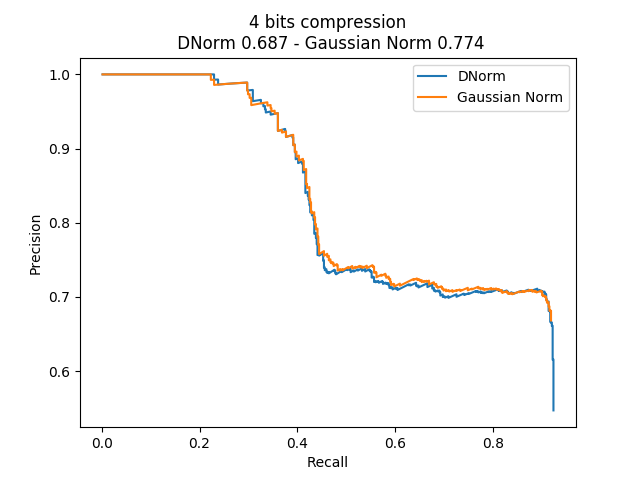 4 bits compression
DNorm 0.687 - Gaussian Norm 0.774
DNorm
Gaussian Norm
1.0
0.9
0.8
0.7
0.6
Precision
0.0 0.2 0.4 0.6 0.8
Recall